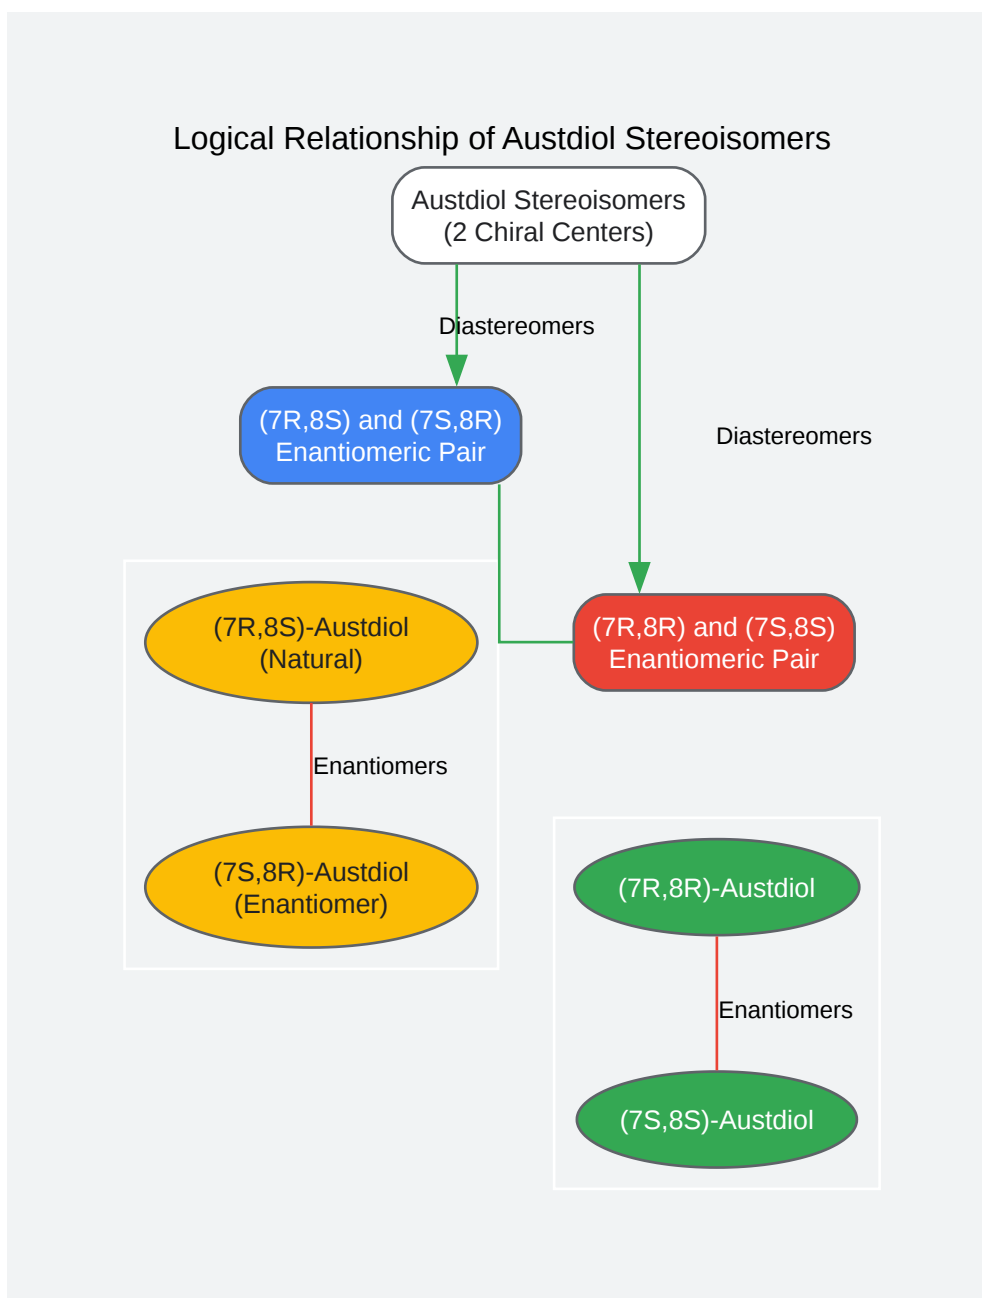 Logical Relationship of Austdiol Stereoisomers
Austdiol Stereoisomers
(2 Chiral Centers)
Diastereomers
(7R,8S) and (7S,8R)
Enantiomeric Pair
Diastereomers
(7R,8S)-Austdiol
(Natural)
(7R,8R) and (7S,8S)
Enantiomeric Pair
Enantiomers
(7S,8R)-Austdiol
(Enantiomer)
(7R,8R)-Austdiol
Enantiomers
(7S,8S)-Austdiol